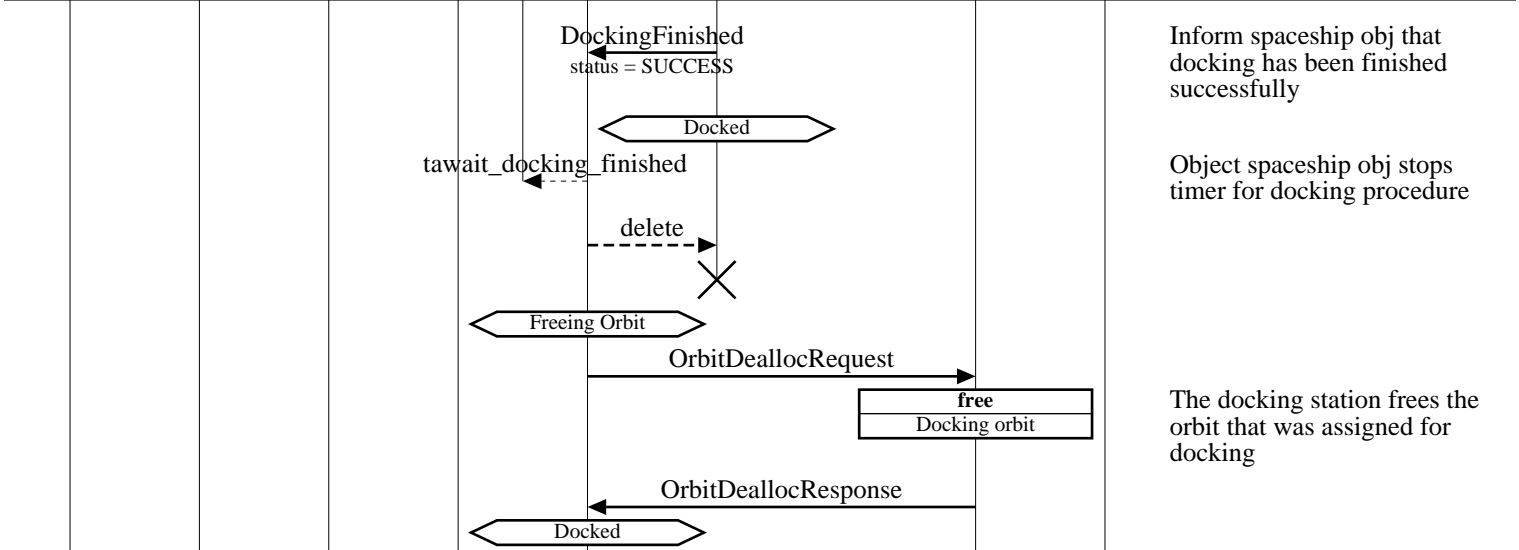 DockingFinished
status = SUCCESS
Inform spaceship obj that
docking has been finished
successfully
Docked
tawait_docking_finished
Object spaceship obj stops
timer for docking procedure
delete
Freeing Orbit
OrbitDeallocRequest
free
Docking orbit
The docking station frees the
orbit that was assigned for
docking
OrbitDeallocResponse
Docked